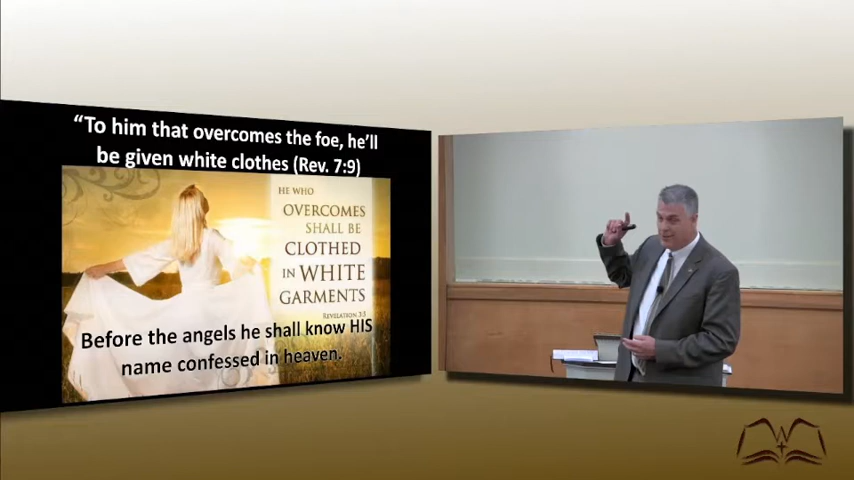 “To him that overcomes the foe, he’ll
be given white clothes (Rev. 7:9)
HE WHO
OVERCOMES
SHALL BE
CLOTHED
IN WHITE
GARMENTS
REVELATION 3:5
Before the angels he shall know HIS
name confessed in heaven.